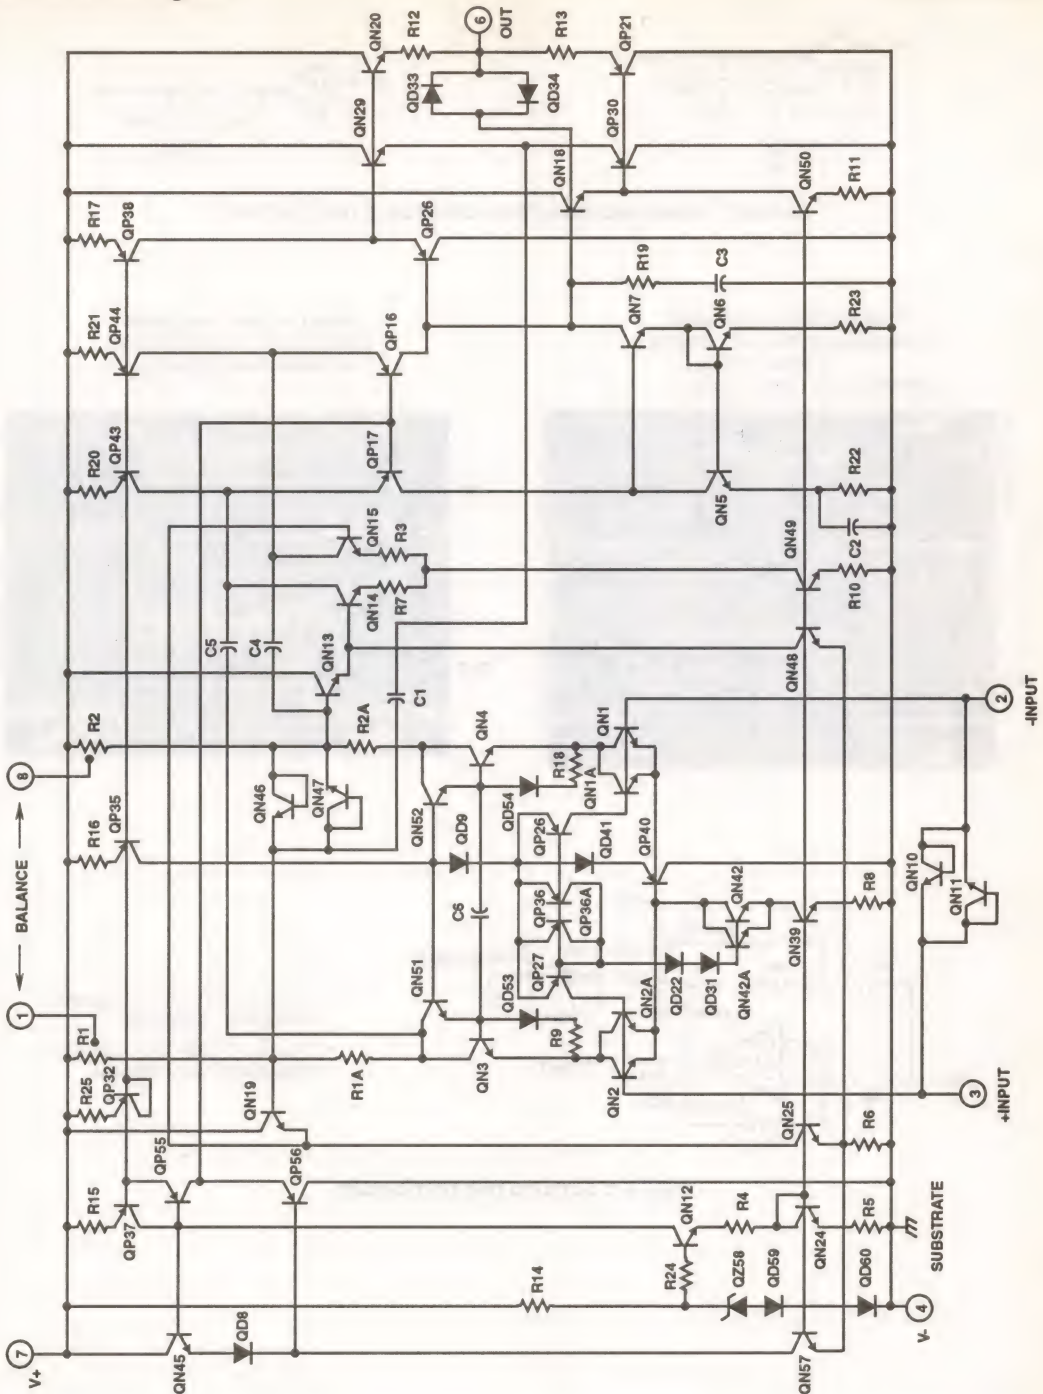 6
OUT
QN20
R12
R13
QP21
QD33
QD34
QN29
QP30
QN18
QN50
R11
R17
QP38
QP26
R19
C3
R21
QP44
QP16
QN7
QN6
R23
R20
QP43
QP17
QN5
R22
QN15
R3
QN14
R7
QN49
C2
R10
C5
C4
QN13
QN48
C1
R2
R2A
QN4
R18
QN1
QN1A
2
-INPUT
8
QN46
QN47
QN52
QD54
R16
QP35
QD9
QP26
QD41
QP40
BALANCE
C6
QP36
QP36A
QN42
QN39
R8
QN10
QN11
QN51
QD53
QP27
QD22
QD31
QN42A
1
R1
R1A
QN3
R9
QN2
QN2A
3
+INPUT
R25
QP32
QN19
QN25
R6
QP55
QP56
R15
QP37
QN12
R4
QN24
R5
SUBSTRATE
R14
R24
QZ58
QD59
QD60
4
V-
7
V+
QN45
QD8
QN57